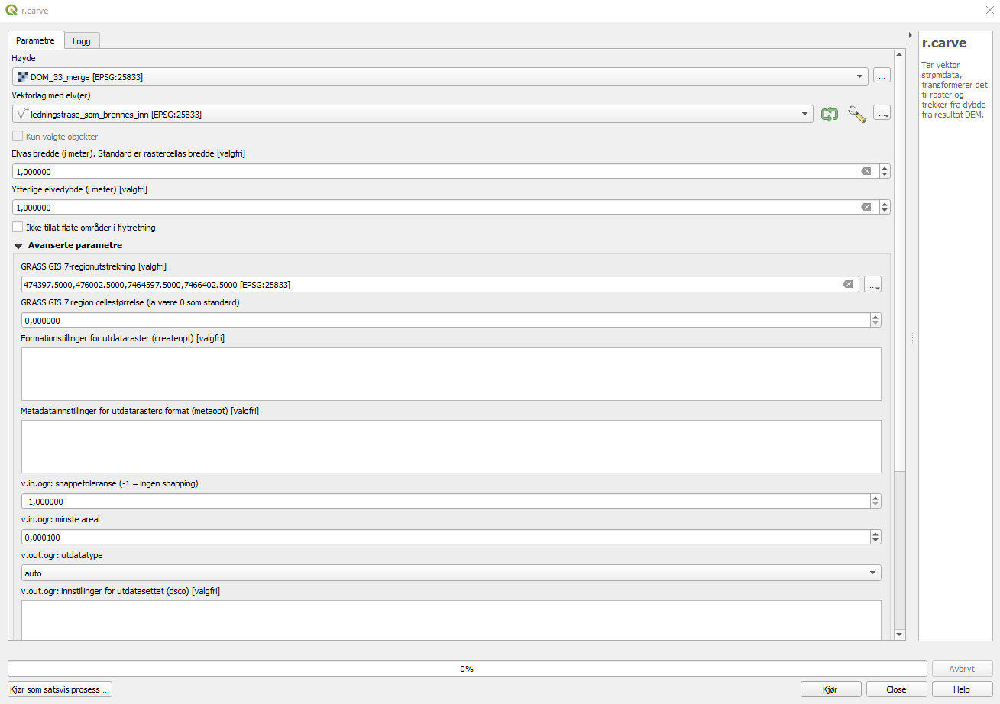 r.carve
Parametre
Logg
Høyde
DOM_33_merge [EPSG:25833]
...
Vektorlag med elv(er)
ledningstrase_som_brennes_inn [EPSG:25833]
...
Kun valgte objekter
Elvas bredde (i meter). Standard er rastercellas bredde [valgfri]
1,000000
Ytterlige elvedybde (i meter) [valgfri]
1,000000
Ikke tillat flate områder i flytretning
Avanserte parametre
GRASS GIS 7-regionutstrekning [valgfri]
474397.5000,476002.5000,7464597.5000,7466402.5000 [EPSG:25833]
...
GRASS GIS 7 region cellestørrelse (la være 0 som standard)
0,000000
Formatinnstillinger for utdataraster (createopt) [valgfri]
Metadatainnstillinger for utdatarasters format (metaopt) [valgfri]
v.in.ogr: snappetoleranse (-1 = ingen snapping)
-1,000000
v.in.ogr: minste areal
0,000100
v.out.ogr: utdatatype
auto
v.out.ogr: innstillinger for utdatasettet (dsco) [valgfri]
r.carve
Tar vektor
strømdata,
transformerer det
til raster og
trekker fra dybde
fra resultat DEM.
0%
Avbryt
Kjør som satsvis prosess ...
Kjør
Close
Help